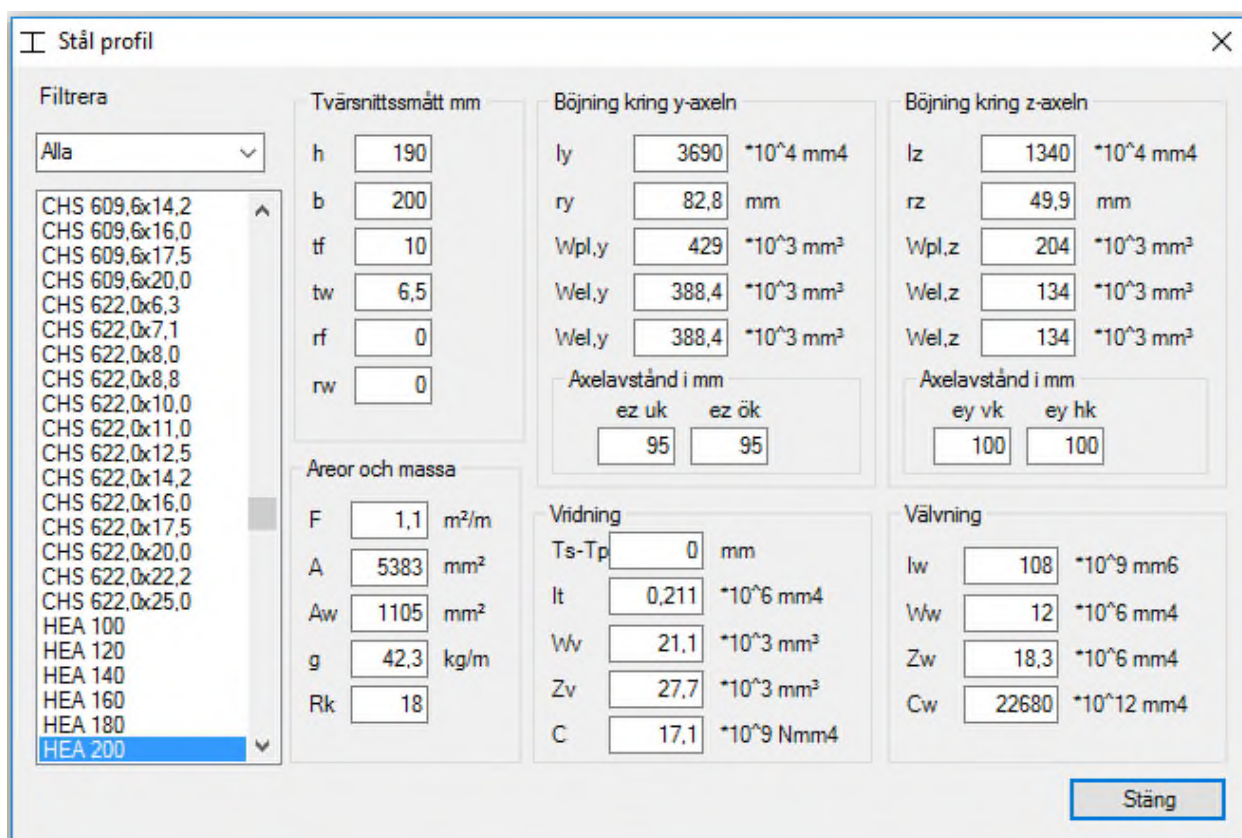 Stål profil
Filtrera
Alla
CHS 609,6x14,2
CHS 609,6x16,0
CHS 609,6x17,5
CHS 609,6x20,0
CHS 622,0x6,3
CHS 622,0x7,1
CHS 622,0x8,0
CHS 622,0x8,8
CHS 622,0x10,0
CHS 622,0x11,0
CHS 622,0x12,5
CHS 622,0x14,2
CHS 622,0x16,0
CHS 622,0x17,5
CHS 622,0x20,0
CHS 622,0x22,2
CHS 622,0x25,0
HEA 100
HEA 120
HEA 140
HEA 160
HEA 180
HEA 200
Tvärsnittssmått mm
h 190
b 200
tf 10
tw 6,5
rf 0
rw 0
Areor och massa
F 1,1 m²/m
A 5383 mm²
Aw 1105 mm²
g 42,3 kg/m
Rk 18
Böjning kring y-axeln
Iy 3690 *10^4 mm4
ry 82,8 mm
Wpl,y 429 *10^3 mm³
Wel,y 388,4 *10^3 mm³
Wel,y 388,4 *10^3 mm³
Axelavstånd i mm
ez uk ez ök
95 95
Vridning
Ts-Tp 0 mm
It 0,211 *10^6 mm4
Wv 21,1 *10^3 mm³
Zv 27,7 *10^3 mm³
C 17,1 *10^9 Nmm4
Böjning kring z-axeln
Iz 1340 *10^4 mm4
rz 49,9 mm
Wpl,z 204 *10^3 mm³
Wel,z 134 *10^3 mm³
Wel,z 134 *10^3 mm³
Axelavstånd i mm
ey vk ey hk
100 100
Välvning
Iw 108 *10^9 mm6
Ww 12 *10^6 mm4
Zw 18,3 *10^6 mm4
Cw 22680 *10^12 mm4
Stäng